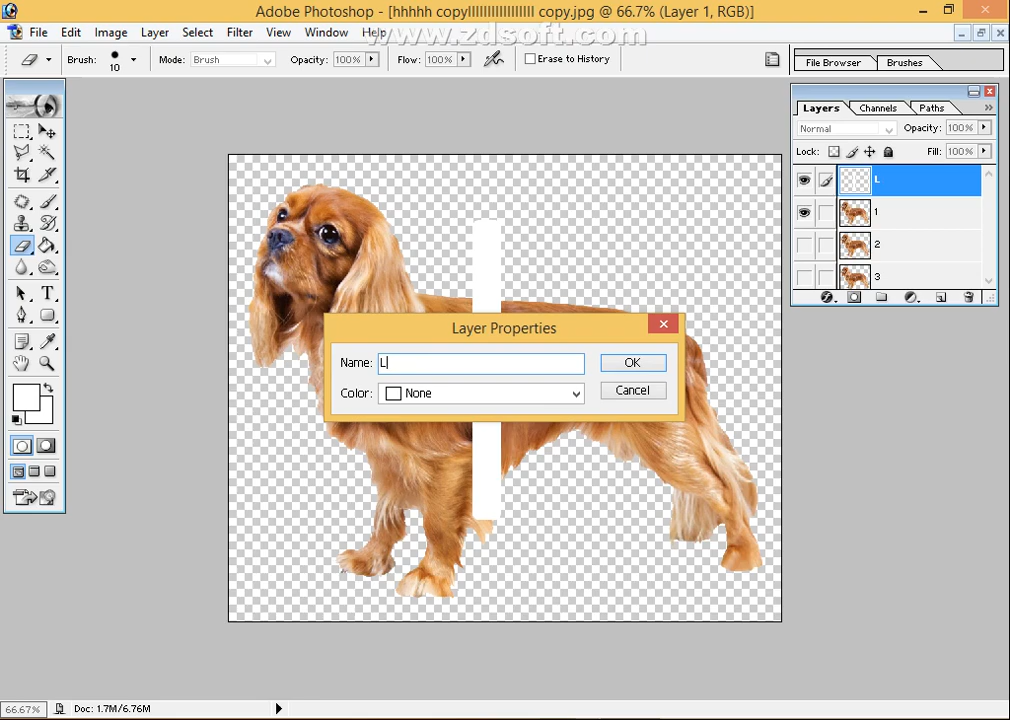 Adobe Photoshop - [hhhhh copyllllllllllllllll copy.jpg @ 66.7% (Layer 1, RGB)]
File Edit Image Layer Select Filter View Window Help
www.zdsoft.com
Brush: 10 Mode: Brush Opacity: 100% Flow: 100% Erase to History
File Browser Brushes
Layers Channels Paths
Normal Opacity: 100%
Lock: Fill: 100%
L
1
2
3
Layer Properties
Name: L OK
Color: None Cancel
66.67% Doc: 1.7M/6.76M